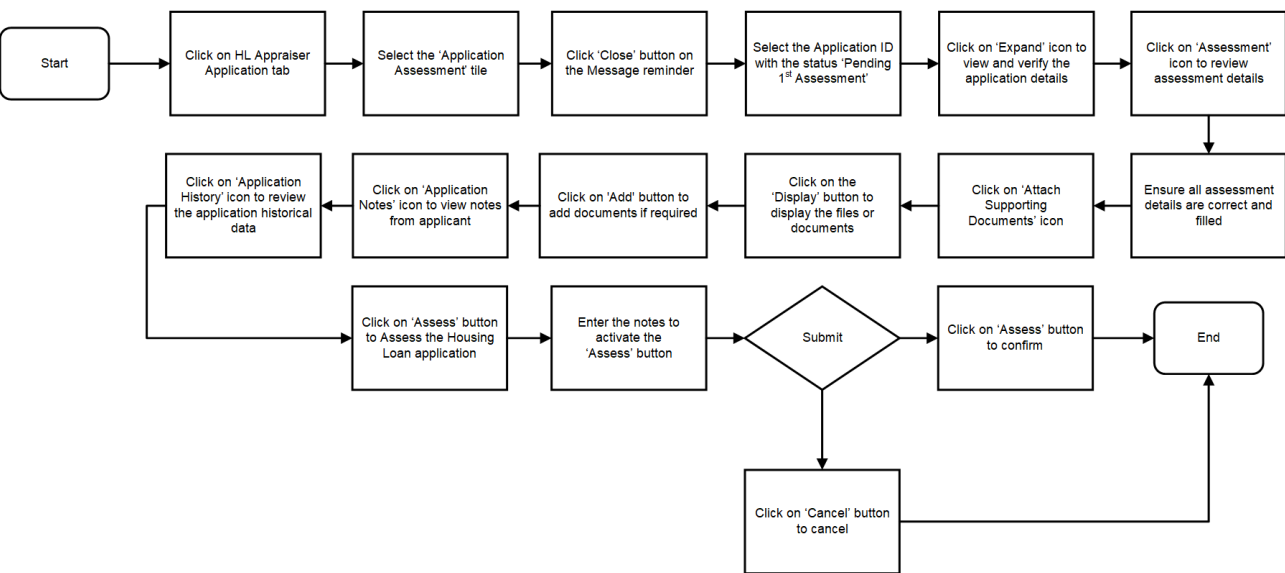 Start
Click on HL Appraiser
Application tab
Select the ‘Application
Assessment’ tile
Click ‘Close’ button on
the Message reminder
Select the Application ID
with the status ‘Pending
1st Assessment’
Click on ‘Expand’ icon to
view and verify the
application details
Click on ‘Assessment’
icon to review
assessment details
Ensure all assessment
details are correct and
filled
Click on ‘Attach
Supporting
Documents’ icon
Click on the
‘Display’ button to
display the files or
documents
Click on 'Add' button to
add documents if required
Click on ‘Application
Notes’ icon to view notes
from applicant
Click on ‘Application
History’ icon to review
the application historical
data
Click on ‘Assess’ button
to Assess the Housing
Loan application
Enter the notes to
activate the
‘Assess’ button
Submit
Click on ‘Assess’ button
to confirm
End
Click on ‘Cancel’ button
to cancel